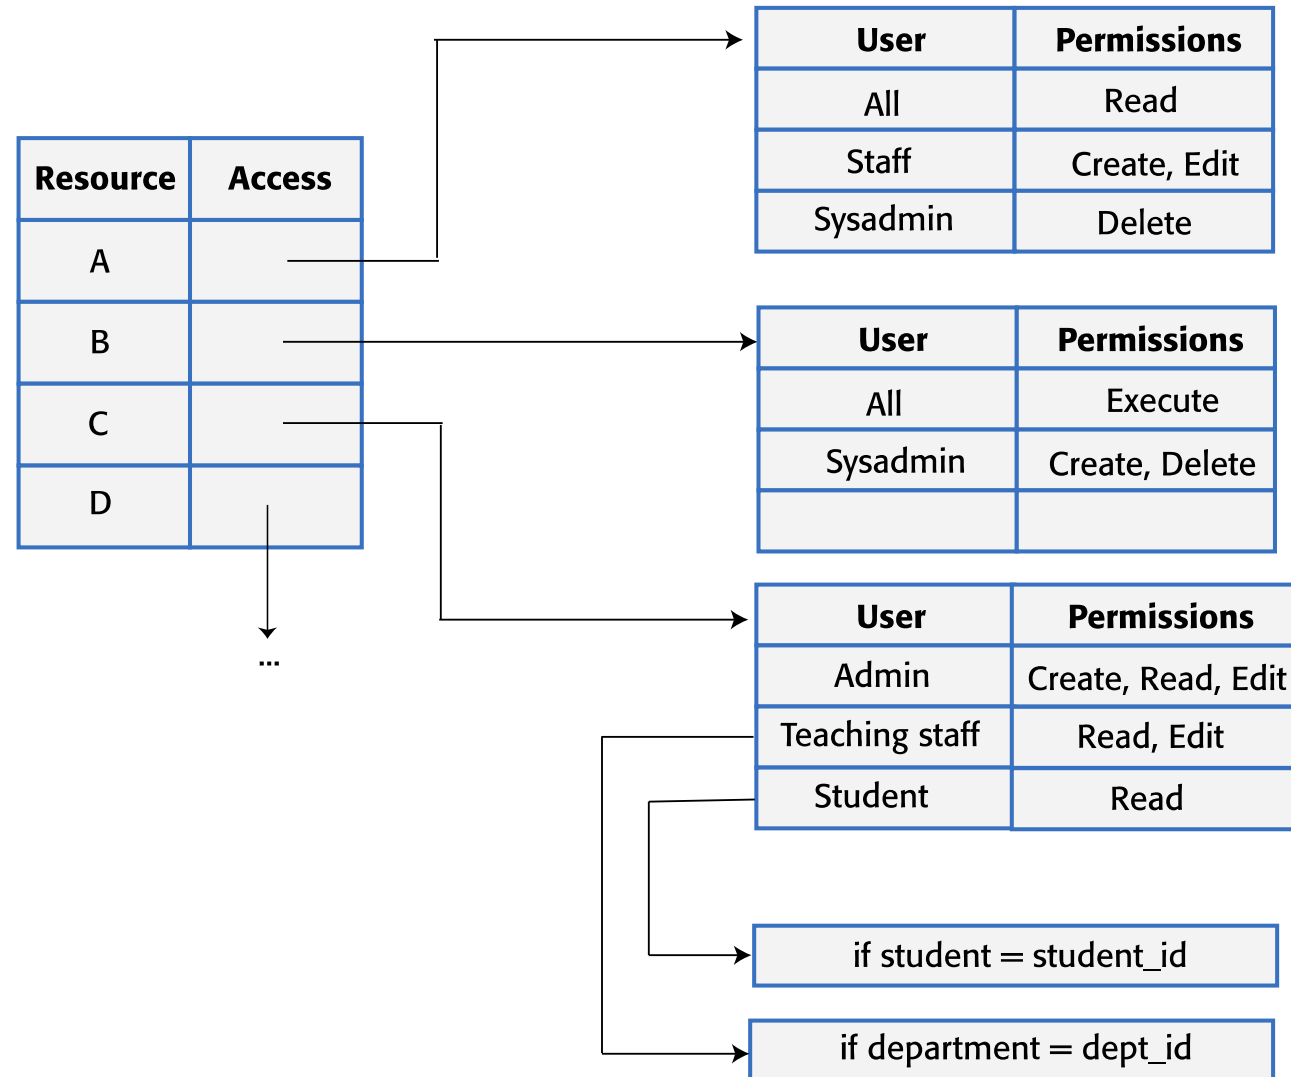 Resource Access
A
B
C
D
...
User Permissions
All Read
Staff Create, Edit
Sysadmin Delete
User Permissions
All Execute
Sysadmin Create, Delete
User Permissions
Admin Create, Read, Edit
Teaching staff Read, Edit
Student Read
if student = student_id
if department = dept_id